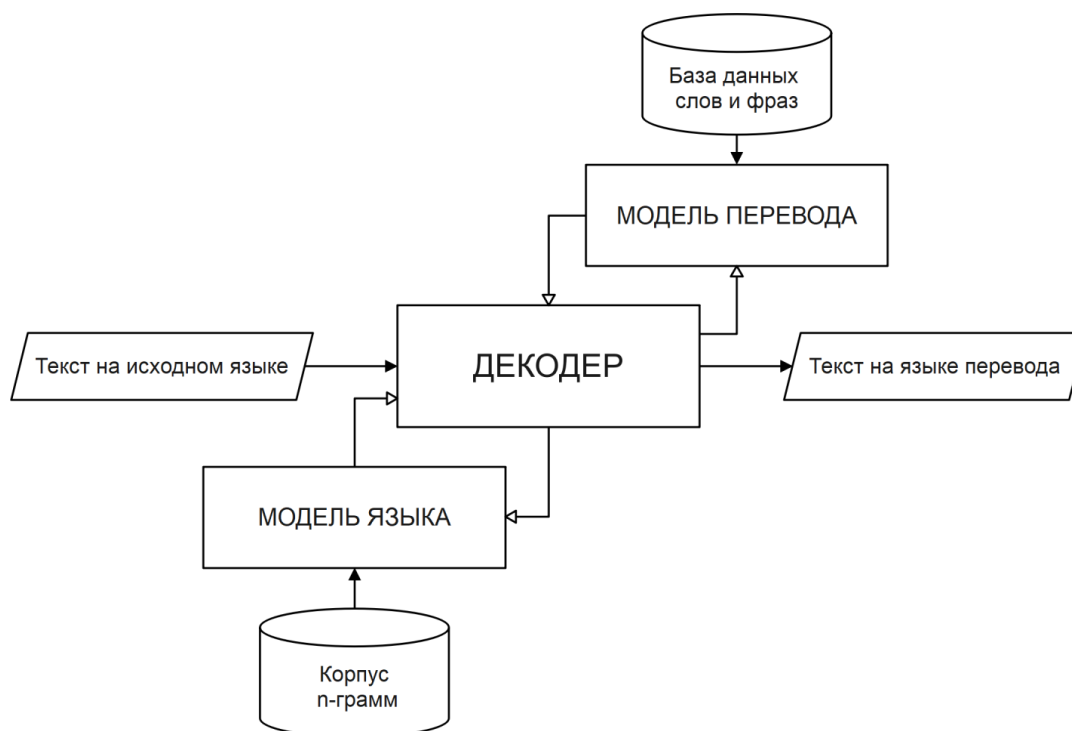 База данных
слов и фраз
МОДЕЛЬ ПЕРЕВОДА
Текст на исходном языке
ДЕКОДЕР
Текст на языке перевода
МОДЕЛЬ ЯЗЫКА
Корпус
n-грамм